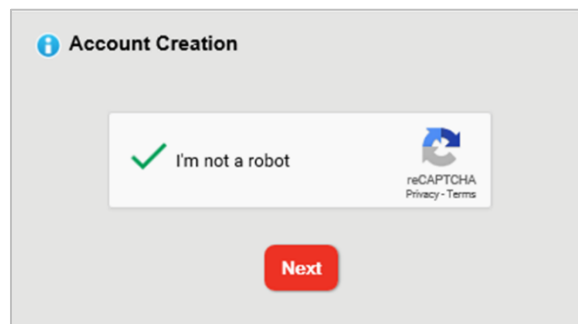 Account Creation
I'm not a robot
reCAPTCHA
Privacy - Terms
Next